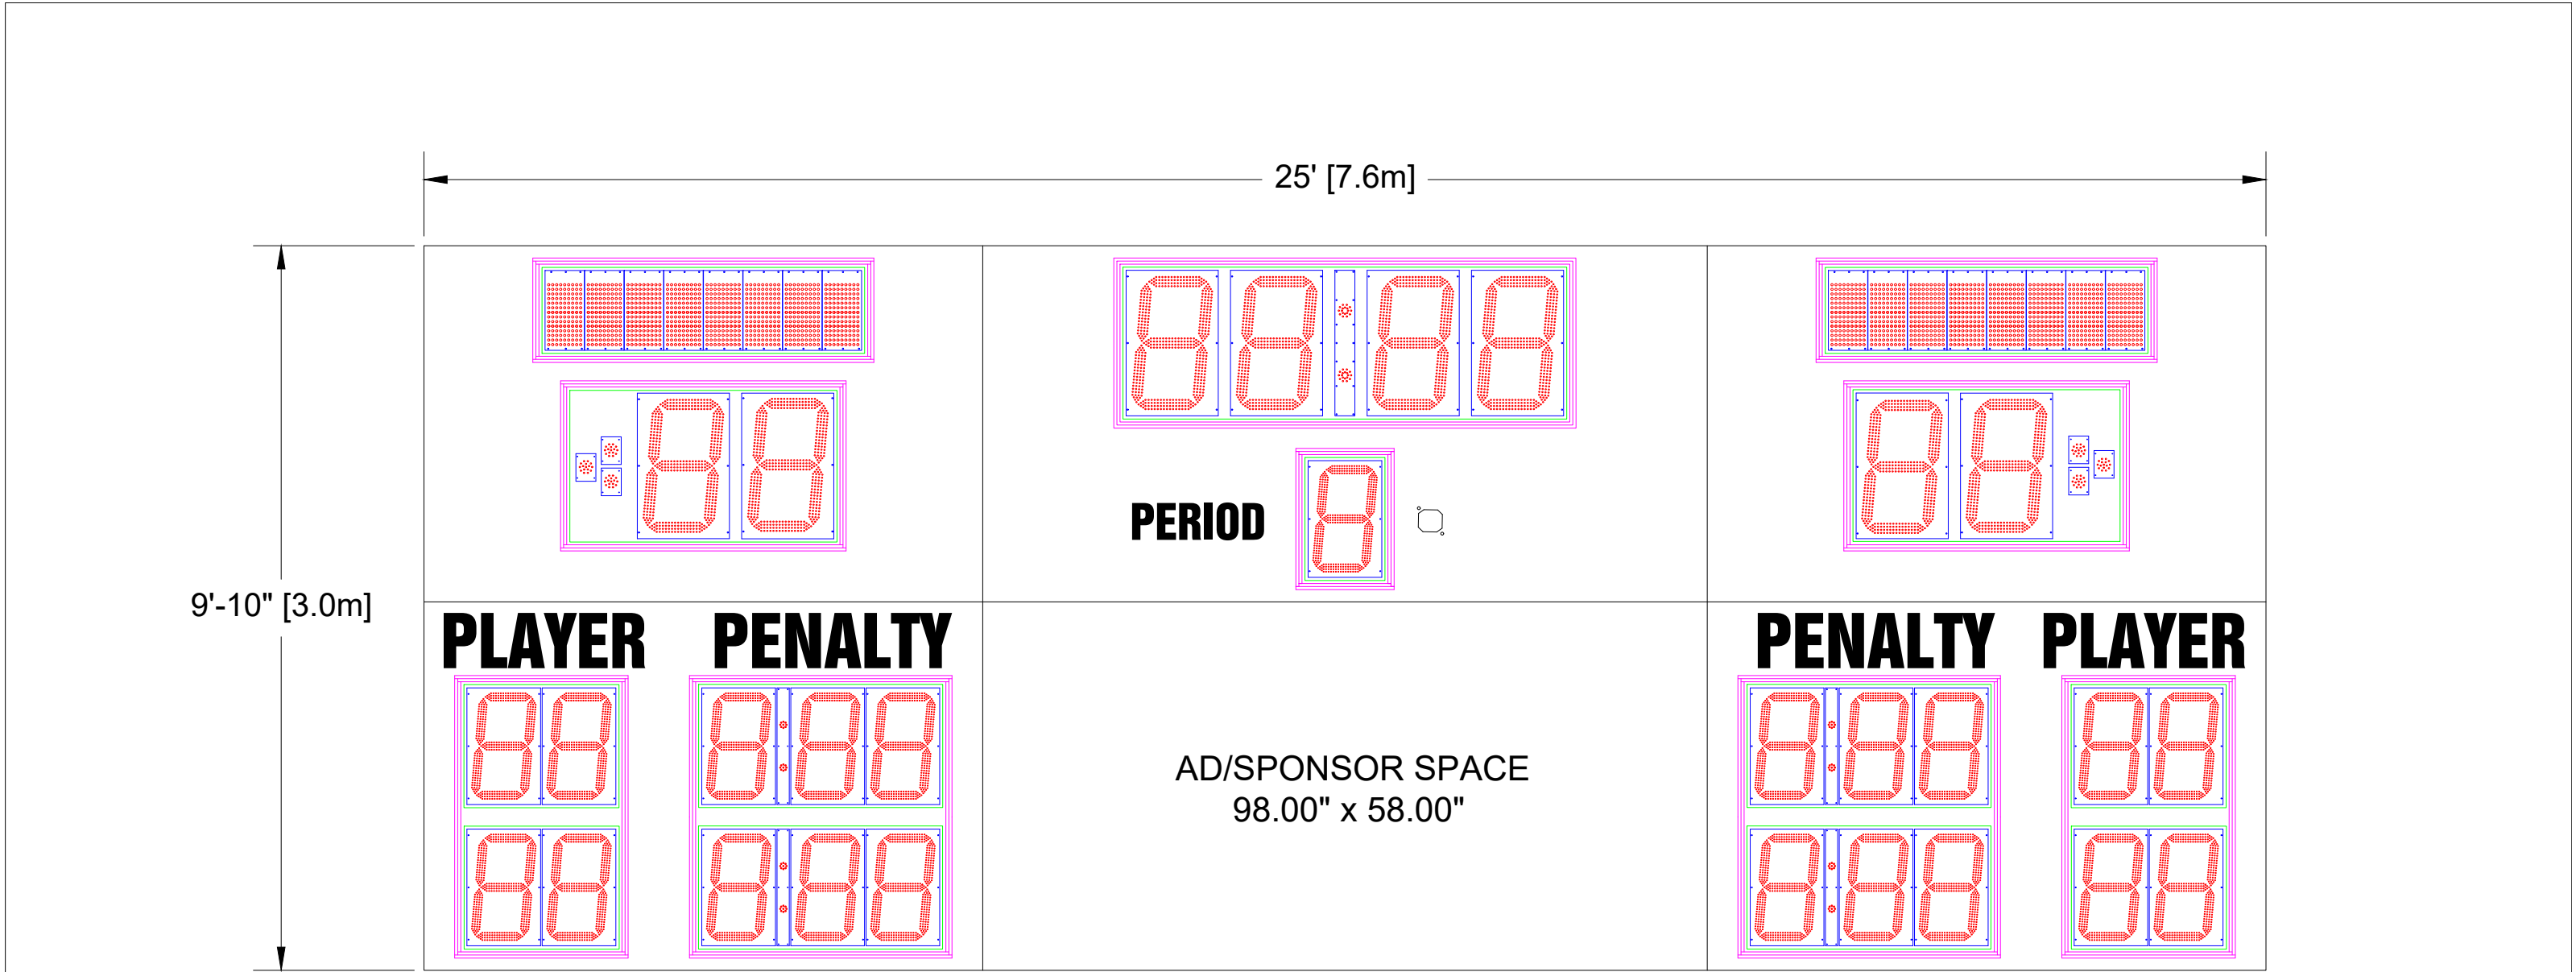 25' [7.6m]
9'-10" [3.0m]
PERIOD
PLAYER PENALTY
PENALTY PLAYER
AD/SPONSOR SPACE
98.00" x 58.00"